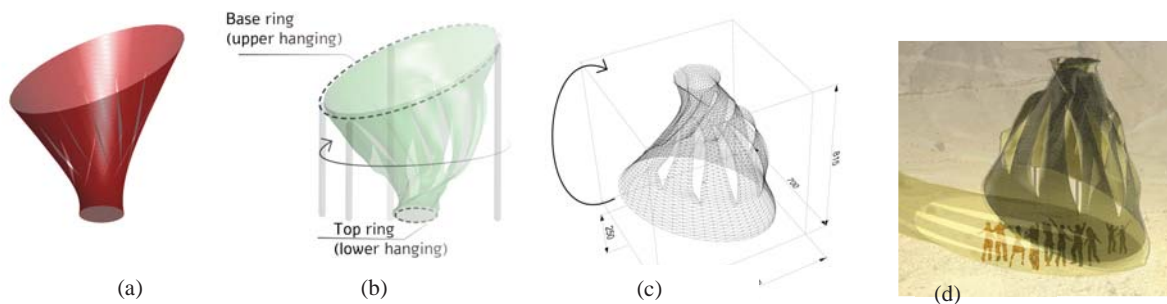 Base ring
(upper hanging)
Top ring
(lower hanging)
815
700
250
(a)
(b)
(c)
(d)